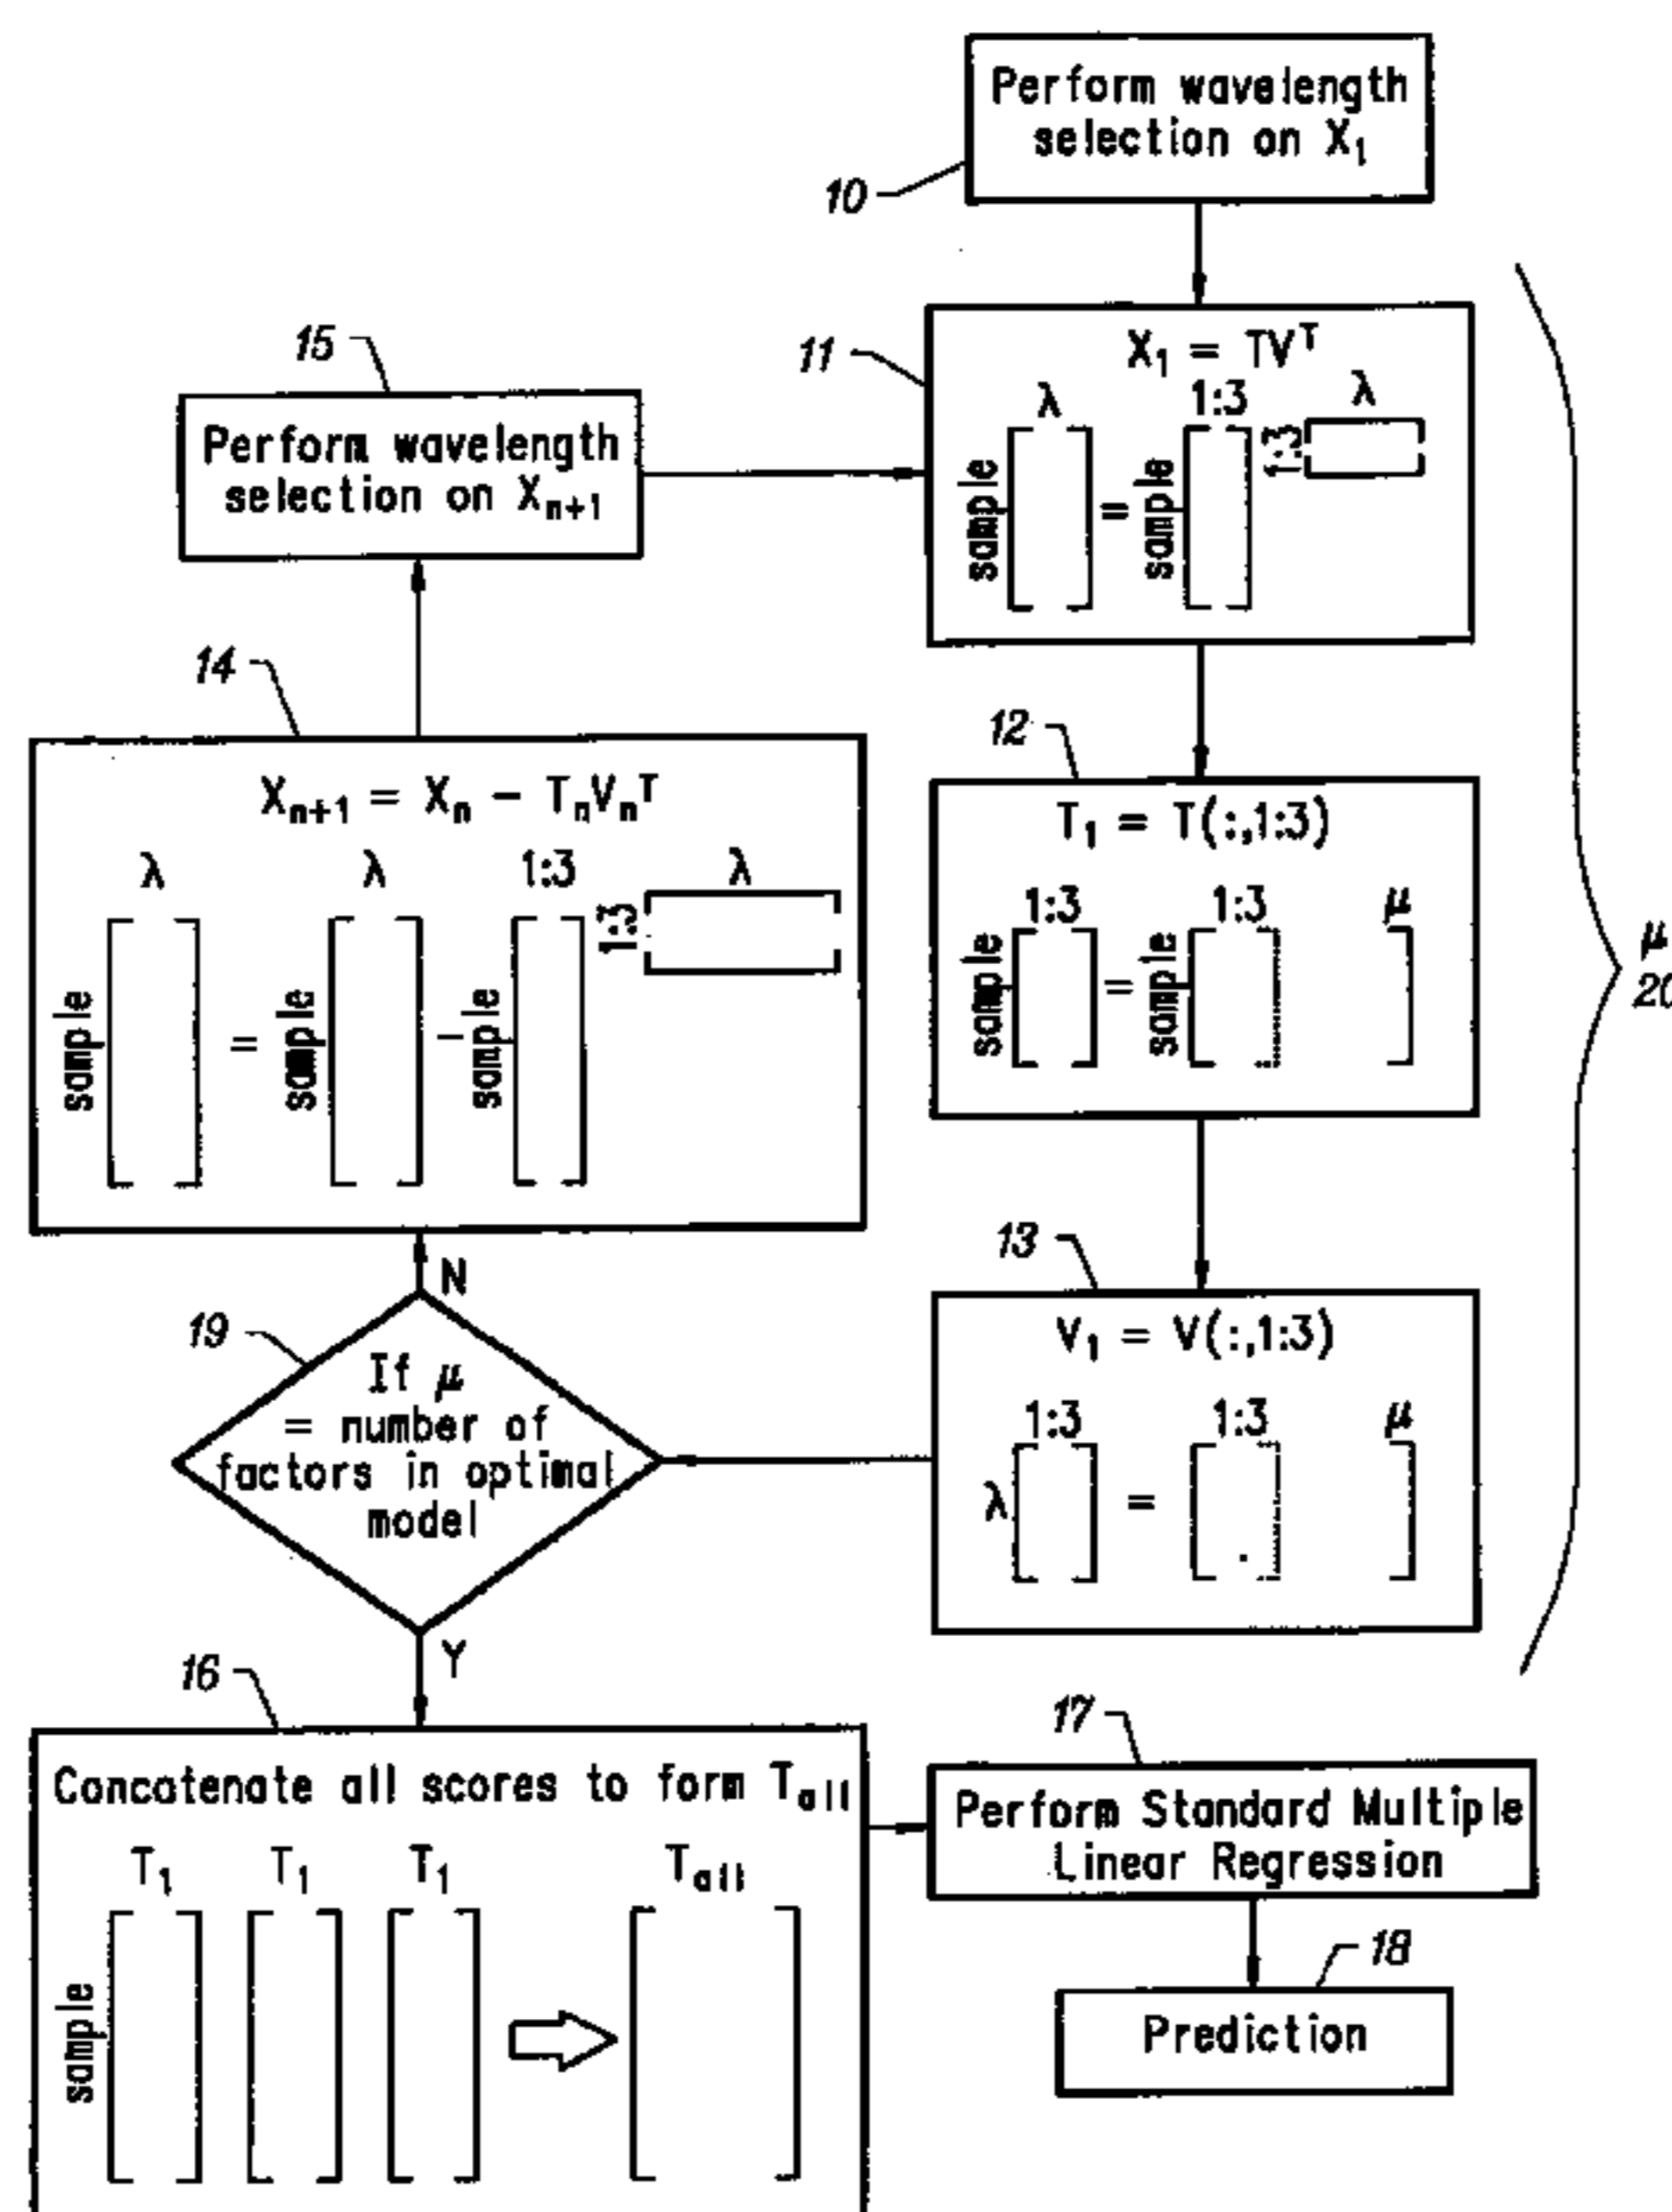 Perform wavelength
selection on X₁
10
15
Perform wavelength
selection on Xₙ₊₁
11
X₁ = TVᵀ
λ 1:3 λ
sample = sample 1:3
14
Xₙ₊₁ = Xₙ − TₙVₙᵀ
λ λ 1:3 λ
sample = sample − sample 1:3
12
T₁ = T(:,1:3)
1:3 1:3 μ
sample = sample
μ
20
13
V₁ = V(:,1:3)
1:3 1:3 μ
λ =
N
19
If μ
= number of
factors in optimal
model
Y
16
Concatenate all scores to form Tₐₗₗ
T₁ T₁ T₁ Tₐₗₗ
sample
17
Perform Standard Multiple
Linear Regression
18
Prediction